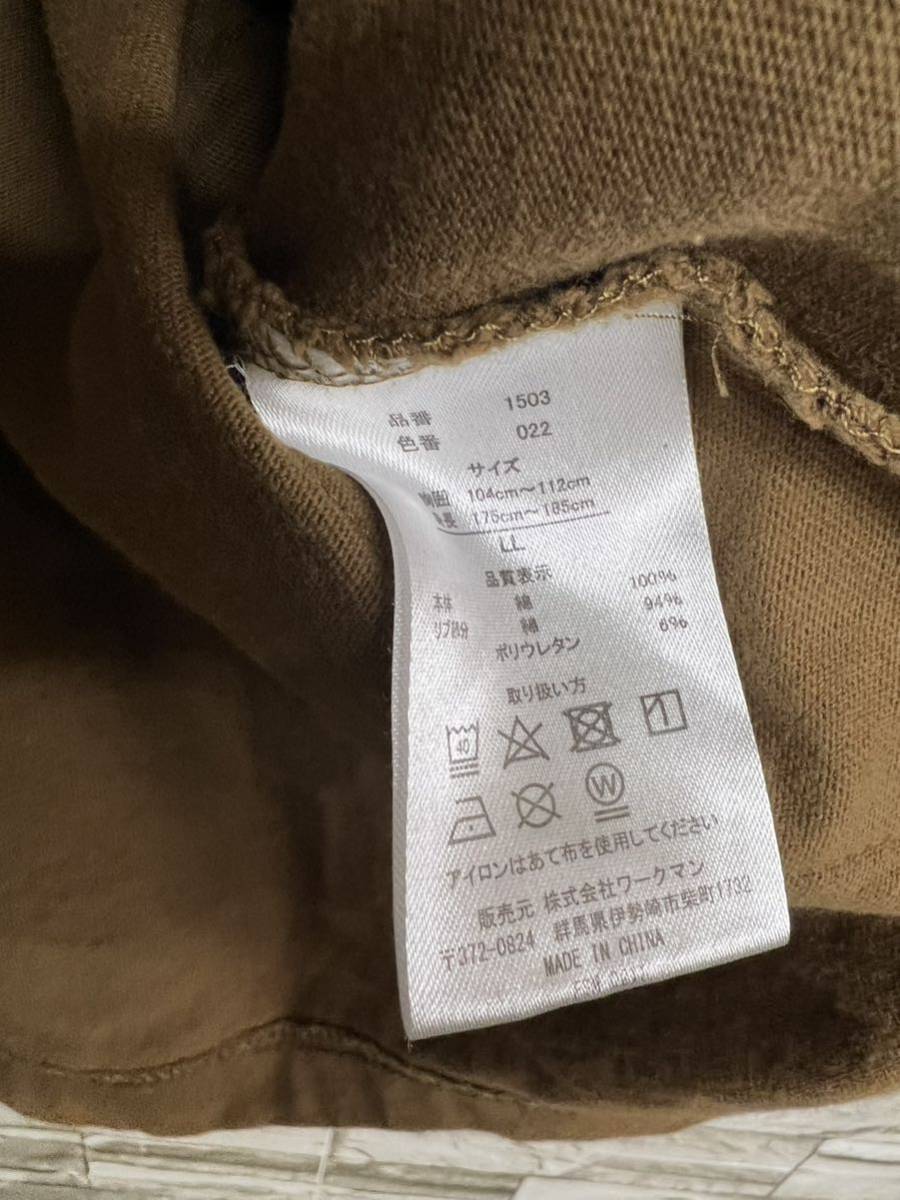 品番 1503
色番 022
サイズ
胸囲 104cm～112cm
身長 175cm～185cm
LL
品質表示
本体 綿 100%
リブ部分 綿 94%
ポリウレタン 6%
取り扱い方
40
W
アイロンはあて布を使用してください
販売元 株式会社ワークマン
〒372-0824 群馬県伊勢崎市柴町1732
MADE IN CHINA